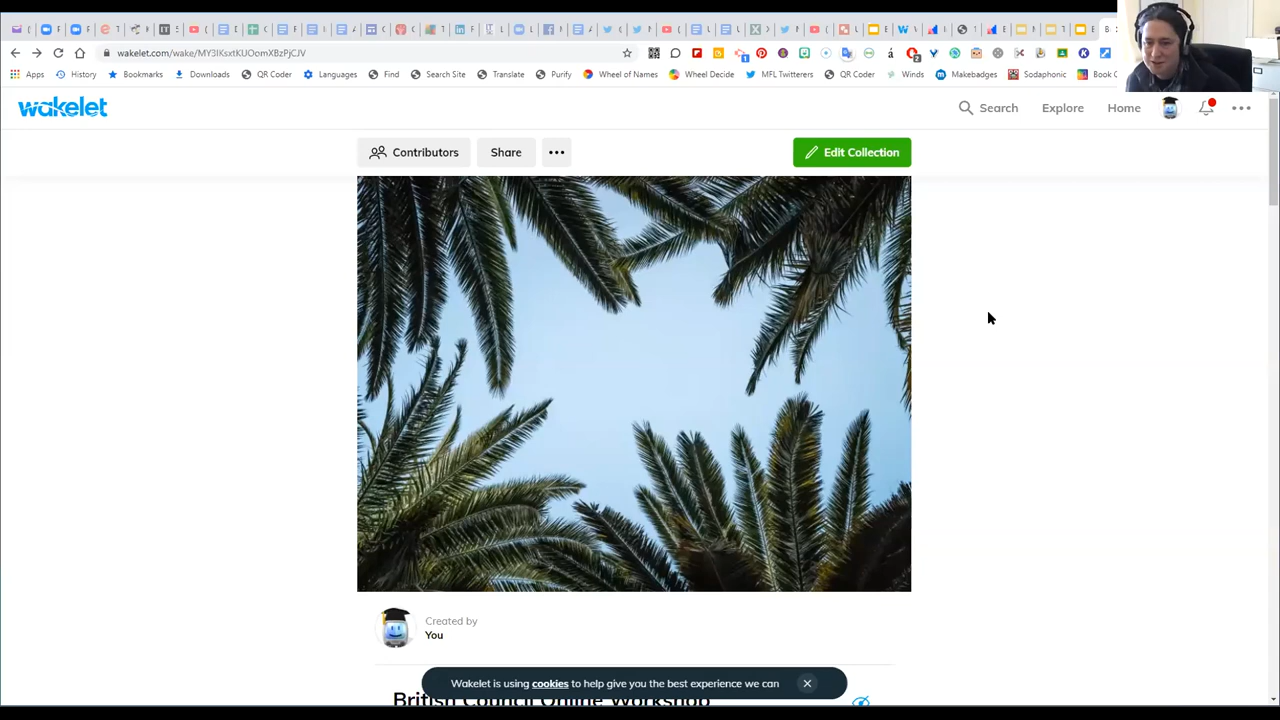 wakelet.com/wake/MY3IKsxtKUOomXBzPjCJV
Apps History Bookmarks Downloads QR Coder Languages Find Search Site Translate Purify Wheel of Names Wheel Decide MFL Twitterers QR Coder Winds Makebadges Sodaphonic Book C
wakelet Search Explore Home
Contributors Share Edit Collection
Created by
You
Wakelet is using cookies to help give you the best experience we can
British Council Online Workshop